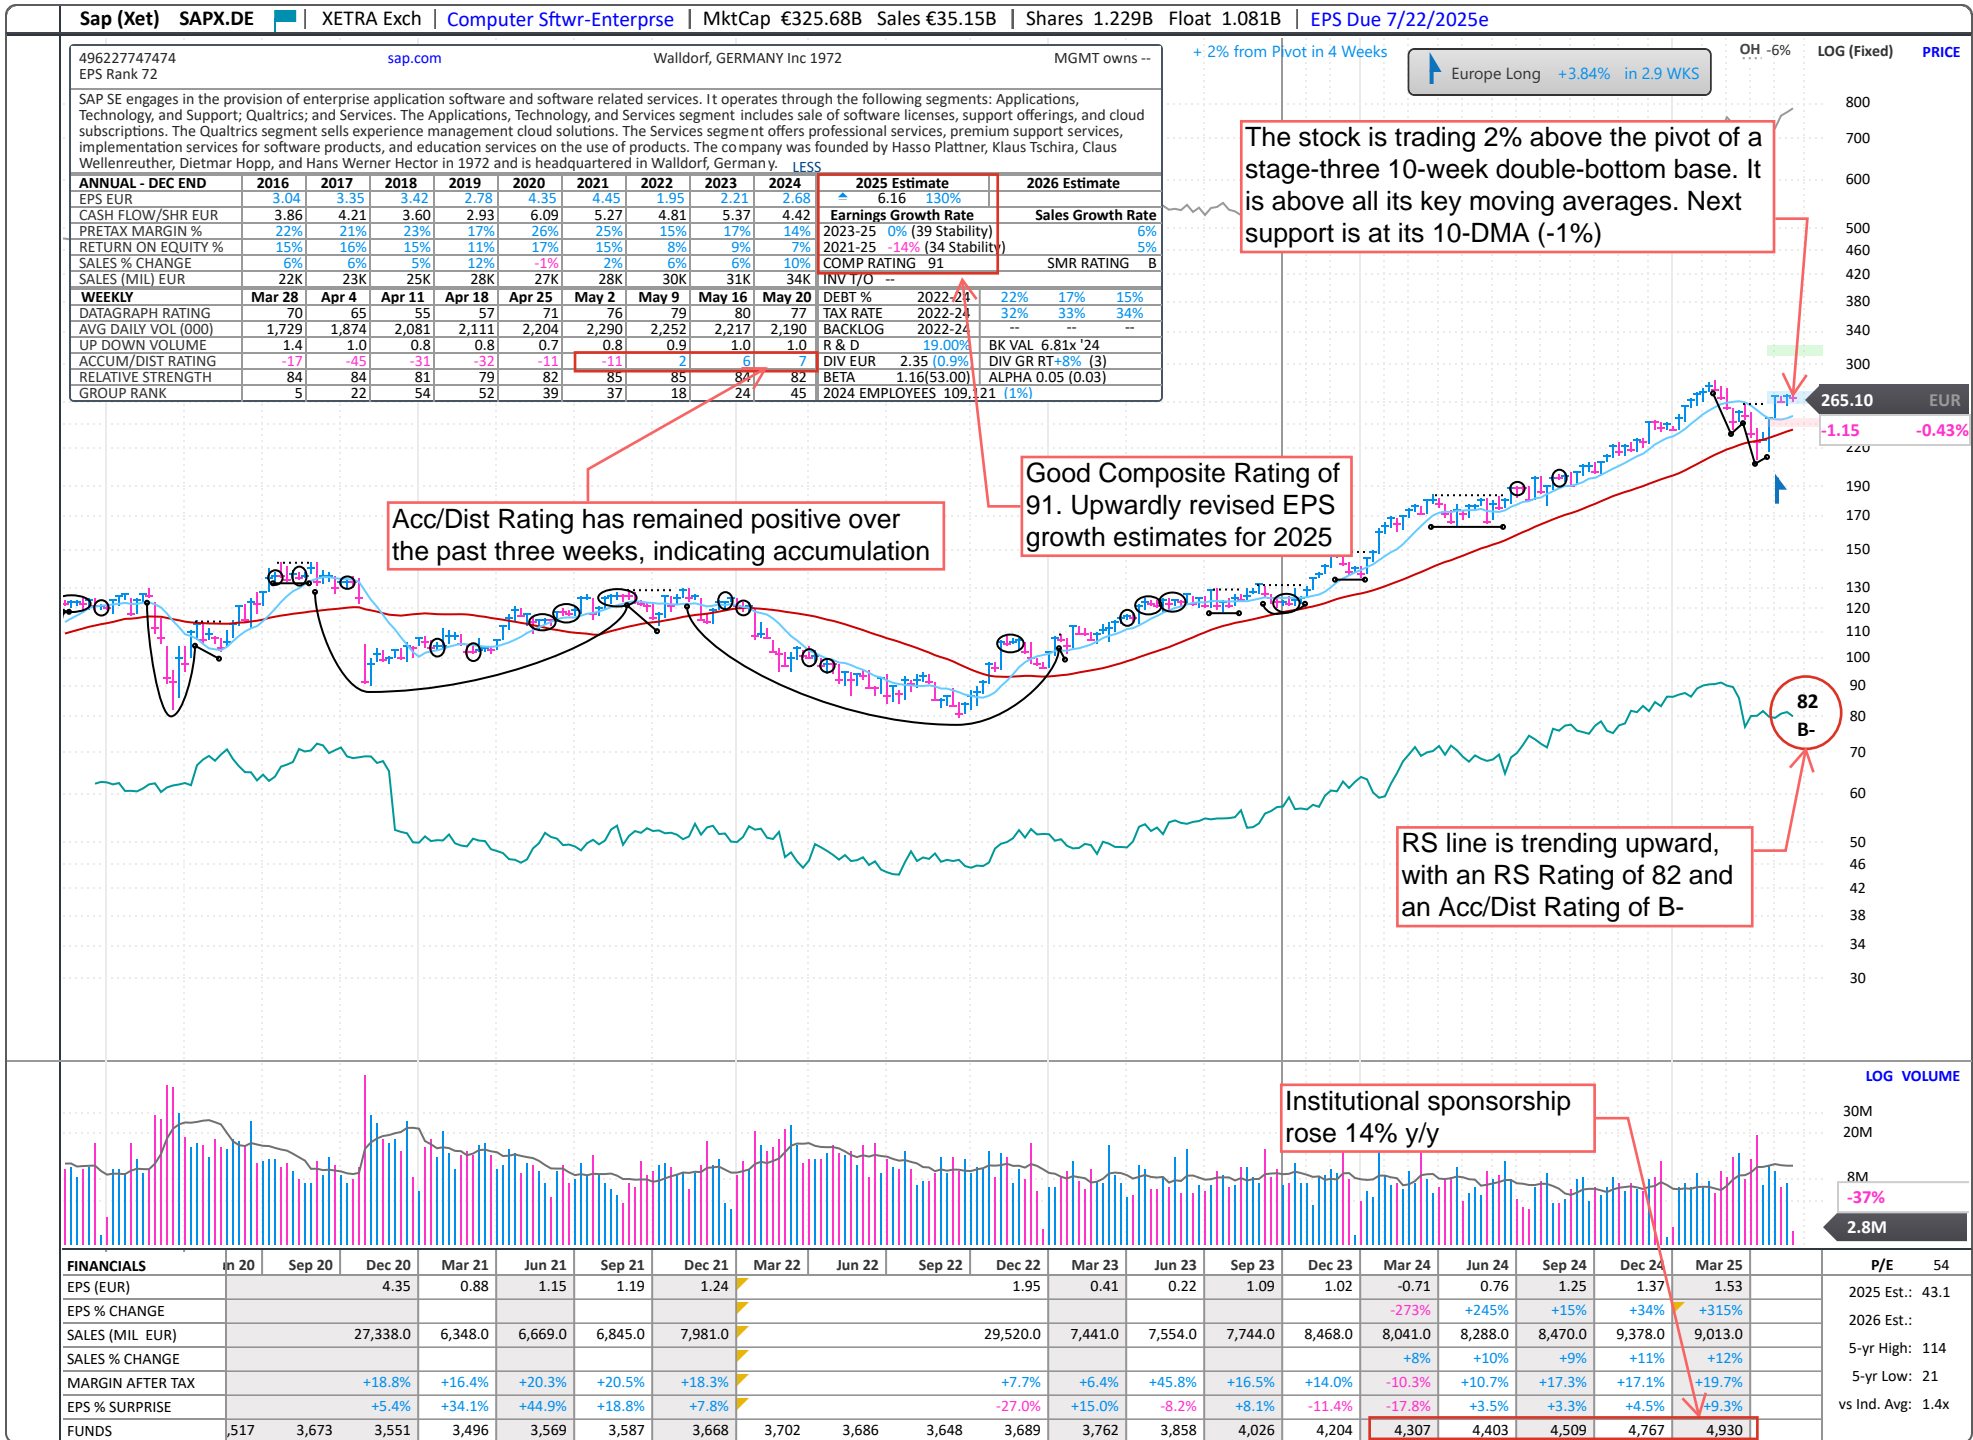 Sap (Xet) SAPX.DE XETRA Exch Computer Sftwr-Enterprse MktCap €325.68B Sales €35.15B Shares 1.229B Float 1.081B EPS Due 7/22/2025e
496227747474 sap.com Walldorf, GERMANY Inc 1972 MGMT owns --
EPS Rank 72
SAP SE engages in the provision of enterprise application software and software related services. It operates through the following segments: Applications,
Technology, and Support; Qualtrics; and Services. The Applications, Technology, and Services segment includes sale of software licenses, support offerings, and cloud
subscriptions. The Qualtrics segment sells experience management cloud solutions. The Services segment offers professional services, premium support services,
implementation services for software products, and education services on the use of products. The company was founded by Hasso Plattner, Klaus Tschira, Claus
Wellenreuther, Dietmar Hopp, and Hans Werner Hector in 1972 and is headquartered in Walldorf, Germany. LESS
ANNUAL - DEC END 2016 2017 2018 2019 2020 2021 2022 2023 2024 2025 Estimate 2026 Estimate
EPS EUR 3.04 3.35 3.42 2.78 4.35 4.45 1.95 2.21 2.68 6.16 130%
CASH FLOW/SHR EUR 3.86 4.21 3.60 2.93 6.09 5.27 4.81 5.37 4.42 Earnings Growth Rate Sales Growth Rate
PRETAX MARGIN % 22% 21% 23% 17% 26% 25% 15% 17% 14% 2023-25 0% (39 Stability) 6%
RETURN ON EQUITY % 15% 16% 15% 11% 17% 15% 8% 9% 7% 2021-25 -14% (34 Stability) 5%
SALES % CHANGE 6% 6% 5% 12% -1% 2% 6% 6% 10% COMP RATING 91 SMR RATING B
SALES (MIL) EUR 22K 23K 25K 28K 27K 28K 30K 31K 34K INV T/O --
WEEKLY Mar 28 Apr 4 Apr 11 Apr 18 Apr 25 May 2 May 9 May 16 May 20 DEBT % 2022-24 22% 17% 15%
DATAGRAPH RATING 70 65 55 57 71 76 79 80 77 TAX RATE 2022-24 32% 33% 34%
AVG DAILY VOL (000) 1,729 1,874 2,081 2,111 2,204 2,290 2,252 2,217 2,190 BACKLOG 2022-24 -- -- --
UP DOWN VOLUME 1.4 1.0 0.8 0.8 0.7 0.8 0.9 1.0 1.0 R & D 19.00% BK VAL 6.81x '24
ACCUM/DIST RATING -17 -45 -31 -32 -11 -11 2 6 7 DIV EUR 2.35 (0.9%) DIV GR RT+8% (3)
RELATIVE STRENGTH 84 84 81 79 82 85 85 84 82 BETA 1.16(53.00) ALPHA 0.05 (0.03)
GROUP RANK 5 22 54 52 39 37 18 24 45 2024 EMPLOYEES 109,121 (1%)
+ 2% from Pivot in 4 Weeks
Europe Long +3.84% in 2.9 WKS
OH -6% LOG (Fixed) PRICE
The stock is trading 2% above the pivot of a
stage-three 10-week double-bottom base. It
is above all its key moving averages. Next
support is at its 10-DMA (-1%)
Good Composite Rating of
91. Upwardly revised EPS
growth estimates for 2025
Acc/Dist Rating has remained positive over
the past three weeks, indicating accumulation
800
700
600
500
460
420
380
340
300
265.10 EUR
-1.15 -0.43%
220
190
170
150
130
120
110
100
90
80
70
60
50
46
42
38
34
30
82
B-
RS line is trending upward,
with an RS Rating of 82 and
an Acc/Dist Rating of B-
LOG VOLUME
Institutional sponsorship
rose 14% y/y
30M
20M
8M
-37%
2.8M
FINANCIALS n 20 Sep 20 Dec 20 Mar 21 Jun 21 Sep 21 Dec 21 Mar 22 Jun 22 Sep 22 Dec 22 Mar 23 Jun 23 Sep 23 Dec 23 Mar 24 Jun 24 Sep 24 Dec 24 Mar 25
EPS (EUR) 4.35 0.88 1.15 1.19 1.24 1.95 0.41 0.22 1.09 1.02 -0.71 0.76 1.25 1.37 1.53
EPS % CHANGE -273% +245% +15% +34% +315%
SALES (MIL EUR) 27,338.0 6,348.0 6,669.0 6,845.0 7,981.0 29,520.0 7,441.0 7,554.0 7,744.0 8,468.0 8,041.0 8,288.0 8,470.0 9,378.0 9,013.0
SALES % CHANGE +8% +10% +9% +11% +12%
MARGIN AFTER TAX +18.8% +16.4% +20.3% +20.5% +18.3% +7.7% +6.4% +45.8% +16.5% +14.0% -10.3% +10.7% +17.3% +17.1% +19.7%
EPS % SURPRISE +5.4% +34.1% +44.9% +18.8% +7.8% -27.0% +15.0% -8.2% +8.1% -11.4% -17.8% +3.5% +3.3% +4.5% +9.3%
FUNDS ,517 3,673 3,551 3,496 3,569 3,587 3,668 3,702 3,686 3,648 3,689 3,762 3,858 4,026 4,204 4,307 4,403 4,509 4,767 4,930
P/E 54
2025 Est.: 43.1
2026 Est.:
5-yr High: 114
5-yr Low: 21
vs Ind. Avg: 1.4x